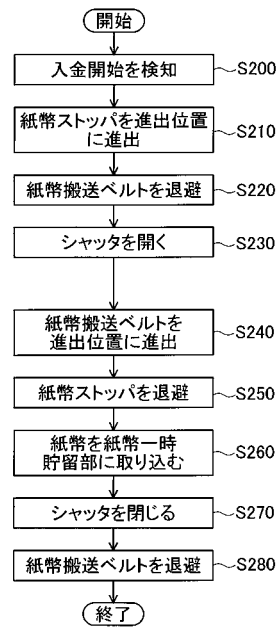 開始
入金開始を検知
S200
紙幣ストッパを進出位置
に進出
S210
紙幣搬送ベルトを退避
S220
シャッタを開く
S230
紙幣搬送ベルトを
進出位置に進出
S240
紙幣ストッパを退避
S250
紙幣を紙幣一時
貯留部に取り込む
S260
シャッタを閉じる
S270
紙幣搬送ベルトを退避
S280
終了